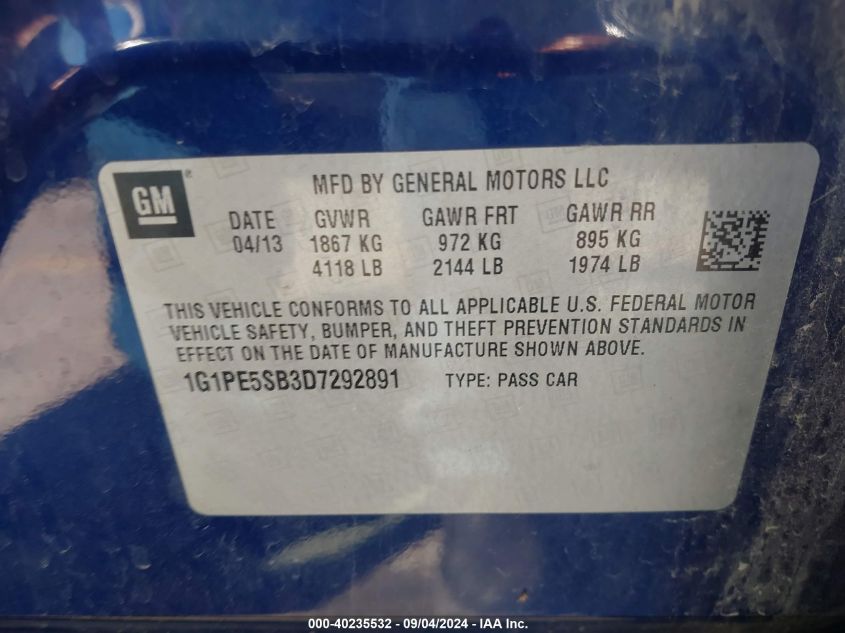 GM
MFD BY GENERAL MOTORS LLC
DATE GVWR GAWR FRT GAWR RR
04/13 1867 KG 972 KG 895 KG
4118 LB 2144 LB 1974 LB
THIS VEHICLE CONFORMS TO ALL APPLICABLE U.S. FEDERAL MOTOR
VEHICLE SAFETY, BUMPER, AND THEFT PREVENTION STANDARDS IN
EFFECT ON THE DATE OF MANUFACTURE SHOWN ABOVE.
1G1PE5SB3D7292891 TYPE: PASS CAR
000-40235532 - 09/04/2024 - IAA Inc.